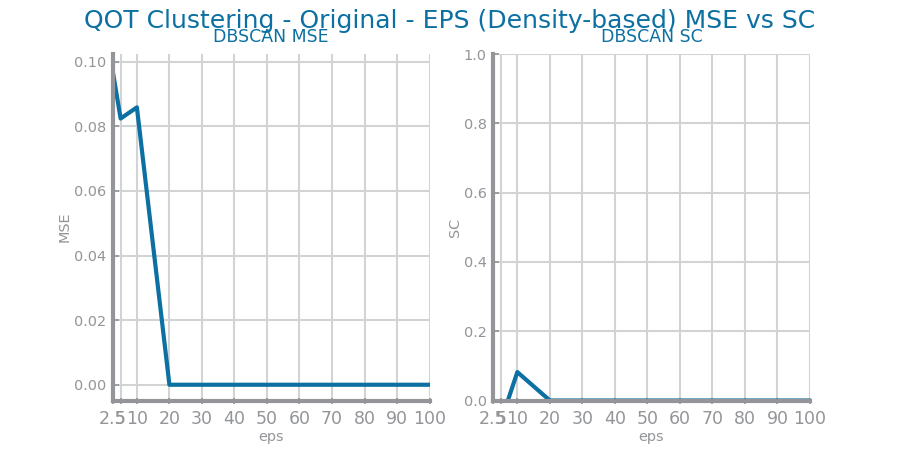 QOT Clustering - Original - EPS (Density-based) MSE vs SC
DBSCAN MSE
0.10
0.08
0.06
0.04
0.02
0.00
MSE
2.5 5 10 20 30 40 50 60 70 80 90 100
eps
DBSCAN SC
1.0
0.8
0.6
0.4
0.2
0.0
SC
2.5 5 10 20 30 40 50 60 70 80 90 100
eps